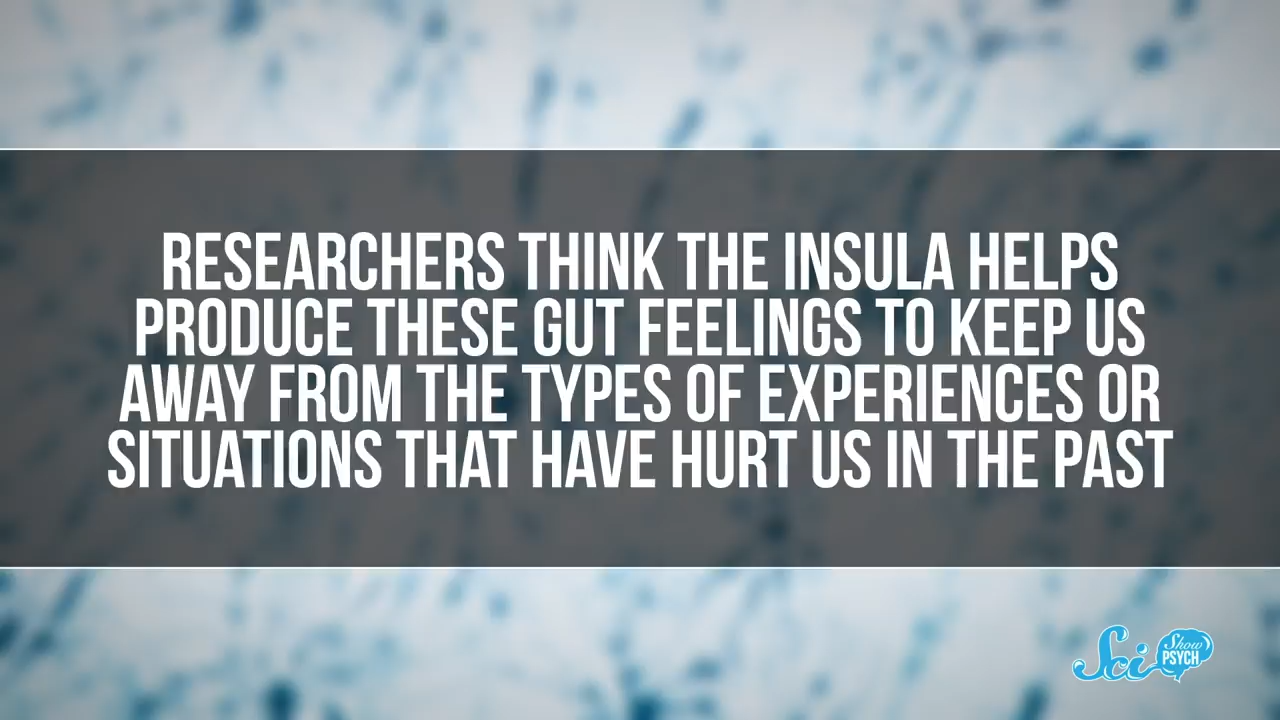 RESEARCHERS THINK THE INSULA HELPS
PRODUCE THESE GUT FEELINGS TO KEEP US
AWAY FROM THE TYPES OF EXPERIENCES OR
SITUATIONS THAT HAVE HURT US IN THE PAST
Sci Show
PSYCH